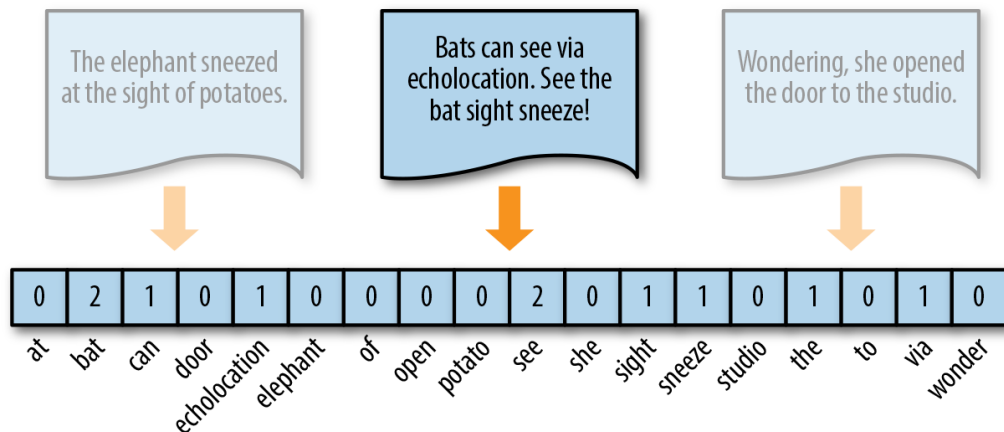 The elephant sneezed
at the sight of potatoes.
Bats can see via
echolocation. See the
bat sight sneeze!
Wondering, she opened
the door to the studio.
0 2 1 0 1 0 0 0 0 2 0 1 1 0 1 0 1 0
at bat can door echolocation elephant of open potato see she sight sneeze studio the to via wonder